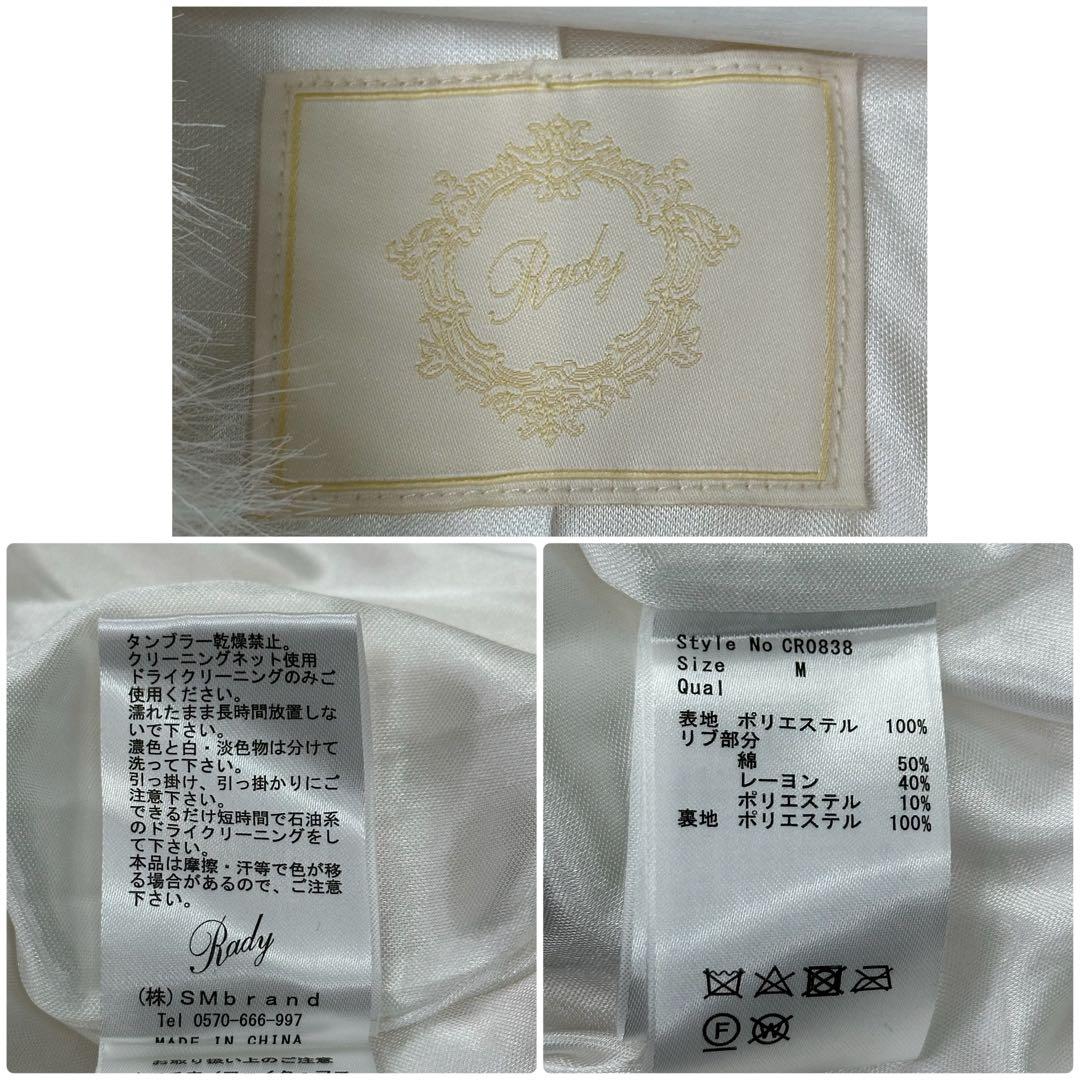 Rady
タンブラー乾燥禁止。
クリーニングネット使用
ドライクリーニングのみご
使用ください。
濡れたまま長時間放置しな
いで下さい。
濃色と白・淡色物は分けて
洗って下さい。
引っ掛け、引っ掛かりにご
注意下さい。
できるだけ短時間で石油系
のドライクリーニングをし
て下さい。
本品は摩擦・汗等で色が移
る場合があるので、ご注意
下さい。
Rady
(株)SMbrand
Tel 0570-666-997
MADE IN CHINA
お取り扱い上のご注意
Style No CR0838
Size M
Qual
表地 ポリエステル 100%
リブ部分
綿 50%
レーヨン 40%
ポリエステル 10%
裏地 ポリエステル 100%
F W